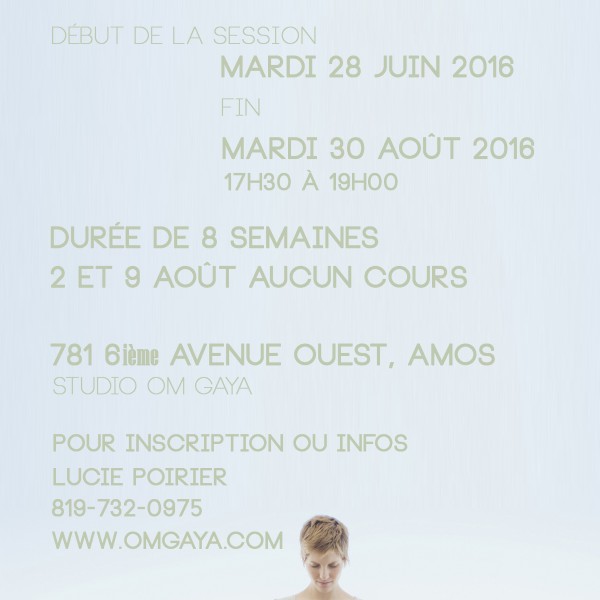 DÉBUT DE LA SESSION
MARDI 28 JUIN 2016
FIN
MARDI 30 AOÛT 2016
17H30 À 19H00
DURÉE DE 8 SEMAINES
2 ET 9 AOÛT AUCUN COURS
781 6ième AVENUE OUEST, AMOS
STUDIO OM GAYA
POUR INSCRIPTION OU INFOS
LUCIE POIRIER
819-732-0975
WWW.OMGAYA.COM